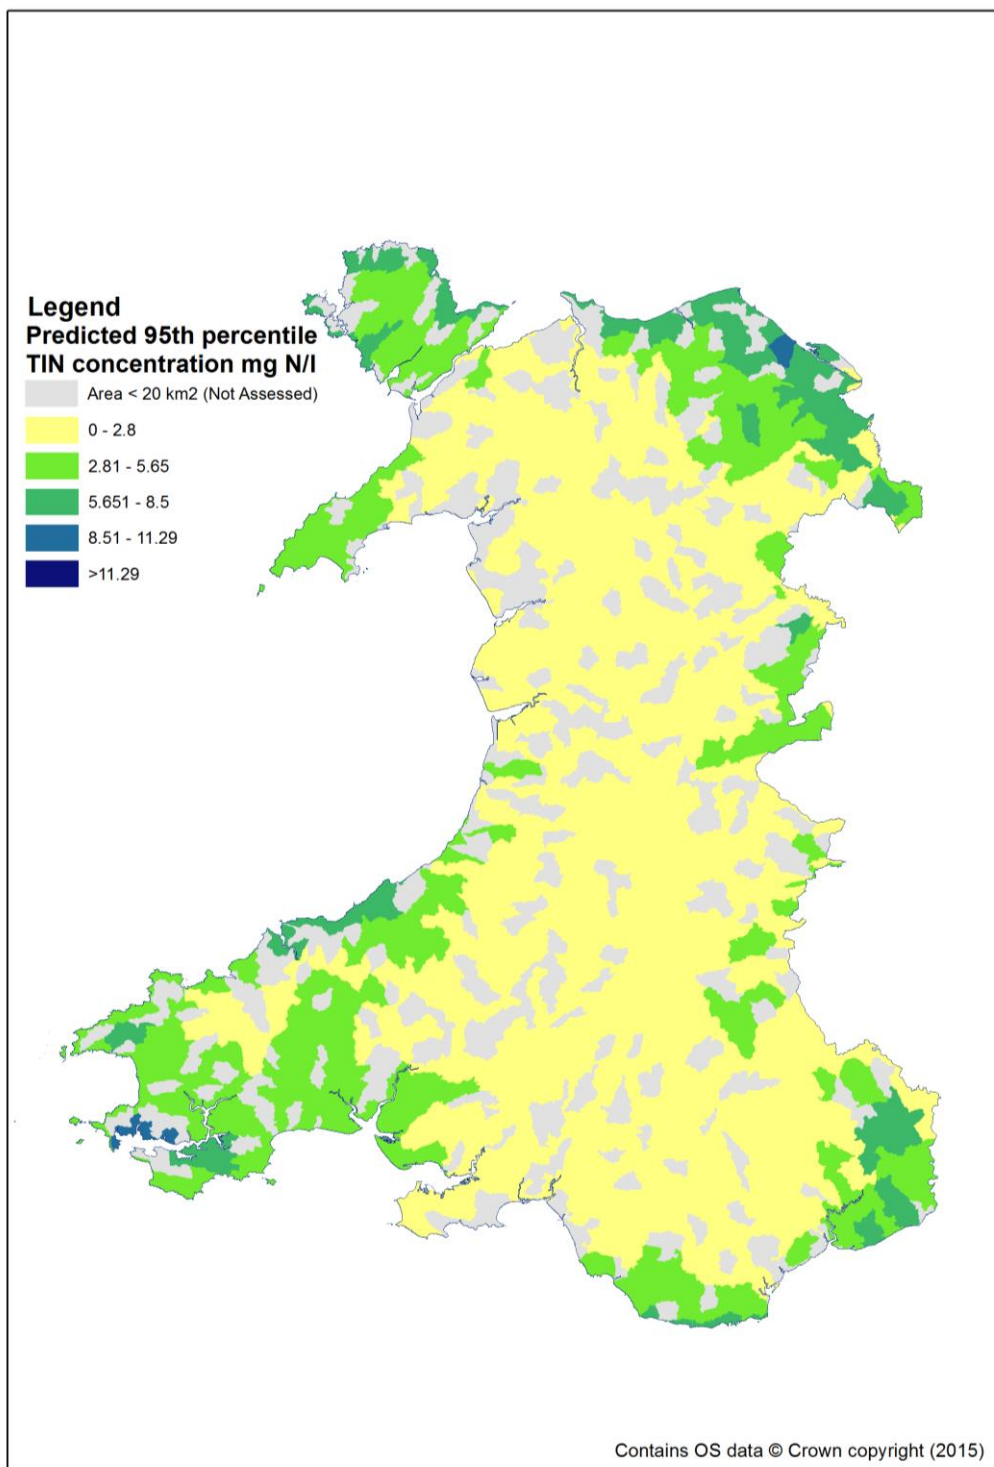 Legend
Predicted 95th percentile
TIN concentration mg N/l
Area < 20 km2 (Not Assessed)
0 - 2.8
2.81 - 5.65
5.651 - 8.5
8.51 - 11.29
>11.29
Contains OS data © Crown copyright (2015)